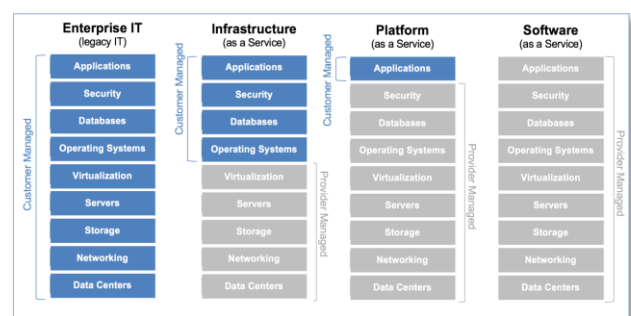 Enterprise IT
(legacy IT)
Customer Managed
Applications
Security
Databases
Operating Systems
Virtualization
Servers
Storage
Networking
Data Centers
Infrastructure
(as a Service)
Customer Managed
Applications
Security
Databases
Operating Systems
Virtualization
Servers
Storage
Networking
Data Centers
Provider Managed
Platform
(as a Service)
Customer Managed
Applications
Security
Databases
Operating Systems
Virtualization
Servers
Storage
Networking
Data Centers
Provider Managed
Software
(as a Service)
Applications
Security
Databases
Operating Systems
Virtualization
Servers
Storage
Networking
Data Centers
Provider Managed